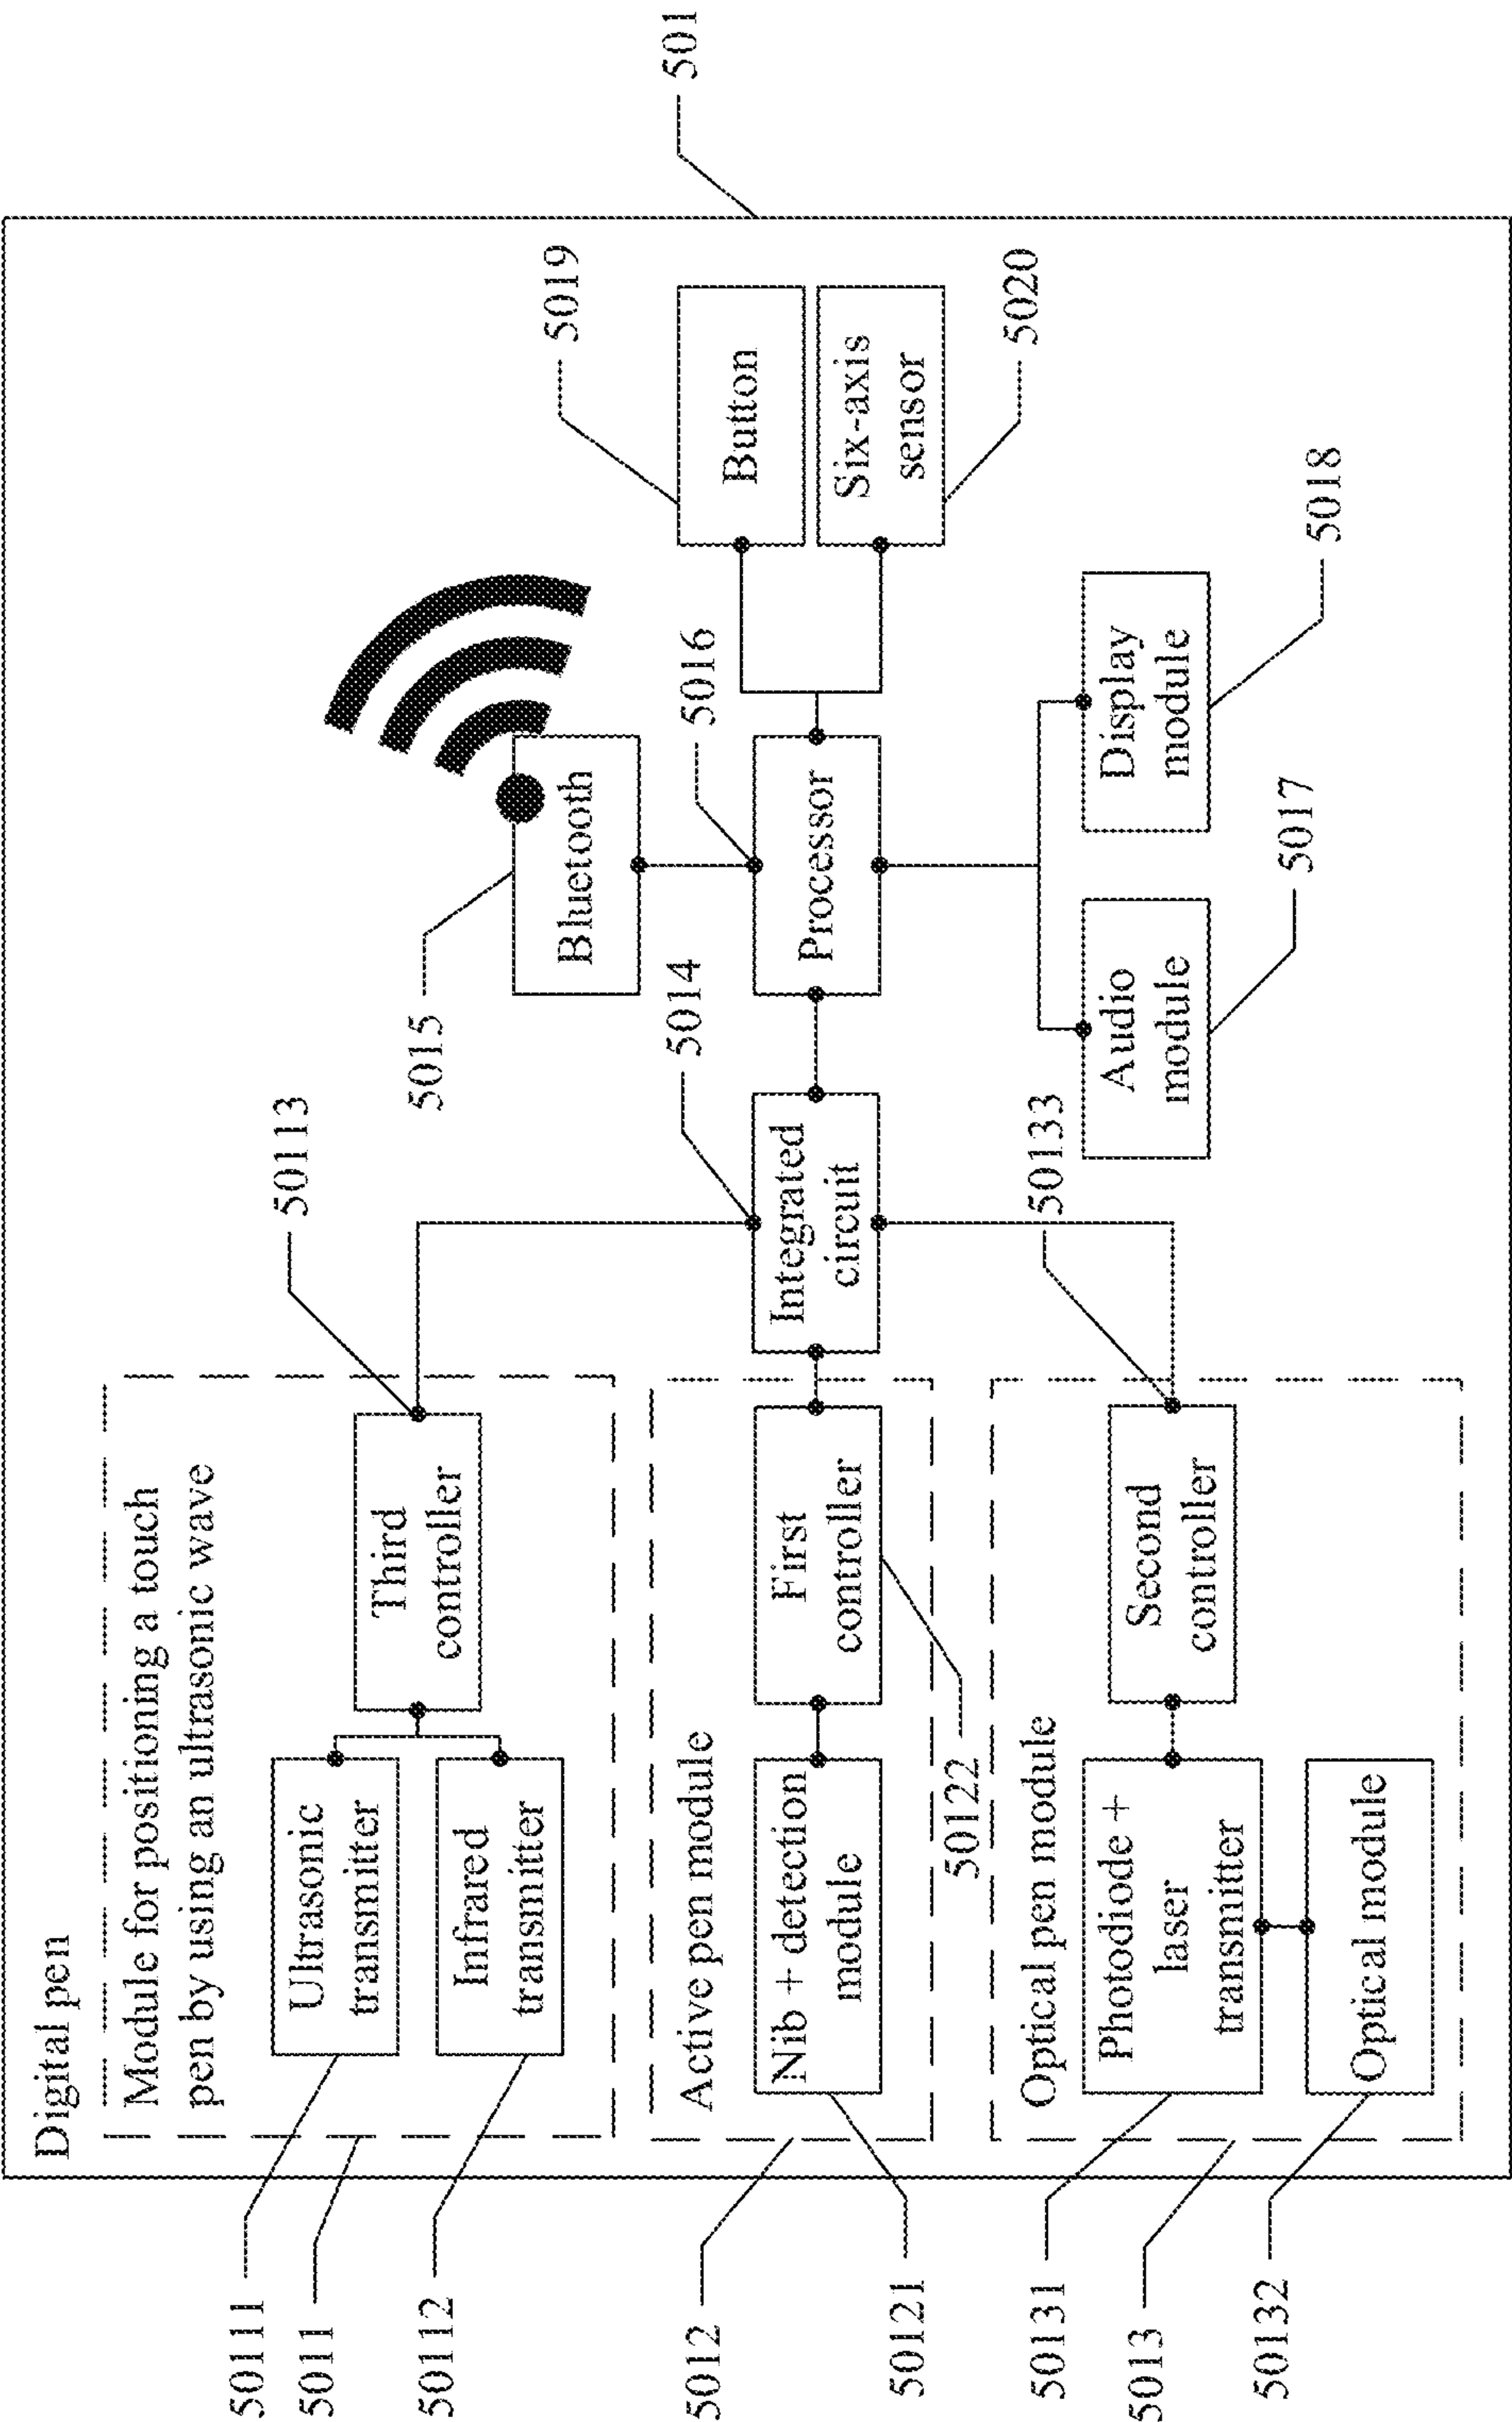 Digital pen
Module for positioning a touch
pen by using an ultrasonic wave
Ultrasonic
transmitter
Infrared
transmitter
Third
controller
Active pen module
Nib + detection
module
First
controller
Optical pen module
Photodiode +
laser
transmitter
Optical module
Second
controller
Integrated
circuit
Bluetooth
Processor
Button
Six-axis
sensor
Audio
module
Display
module
50111
5011
50112
50113
5012
50121
50122
50131
5013
50132
50133
5014
5015
5016
5017
5018
5019
5020
501